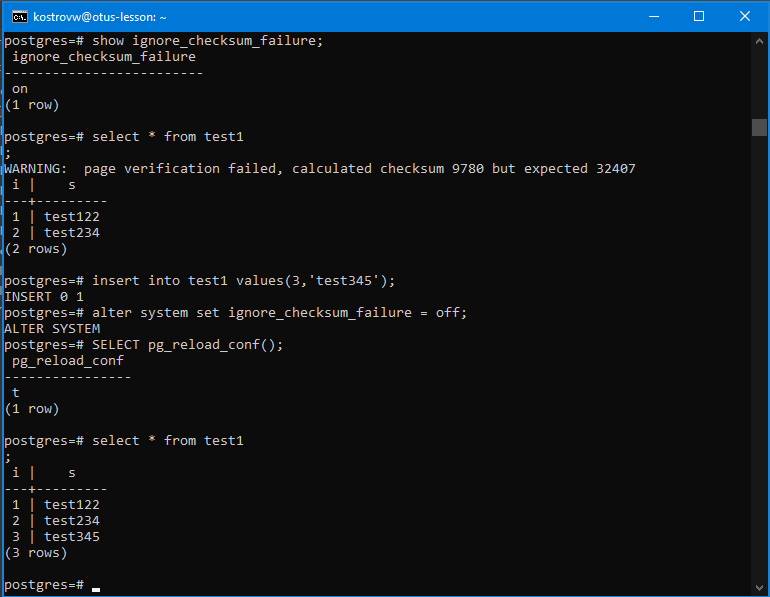 kostrovw@otus-lesson: ~
postgres=# show ignore_checksum_failure;
 ignore_checksum_failure
-------------------------
 on
(1 row)

postgres=# select * from test1
;
WARNING:  page verification failed, calculated checksum 9780 but expected 32407
 i |    s
---+---------
 1 | test122
 2 | test234
(2 rows)

postgres=# insert into test1 values(3,'test345');
INSERT 0 1
postgres=# alter system set ignore_checksum_failure = off;
ALTER SYSTEM
postgres=# SELECT pg_reload_conf();
 pg_reload_conf
----------------
 t
(1 row)

postgres=# select * from test1
;
 i |    s
---+---------
 1 | test122
 2 | test234
 3 | test345
(3 rows)

postgres=#